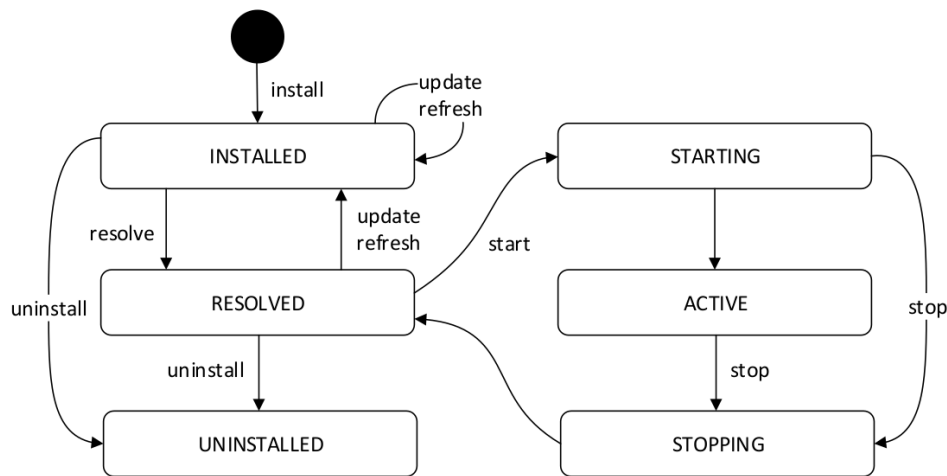 install
update
refresh
INSTALLED
STARTING
resolve
update
refresh
start
RESOLVED
ACTIVE
uninstall
stop
uninstall
stop
UNINSTALLED
STOPPING